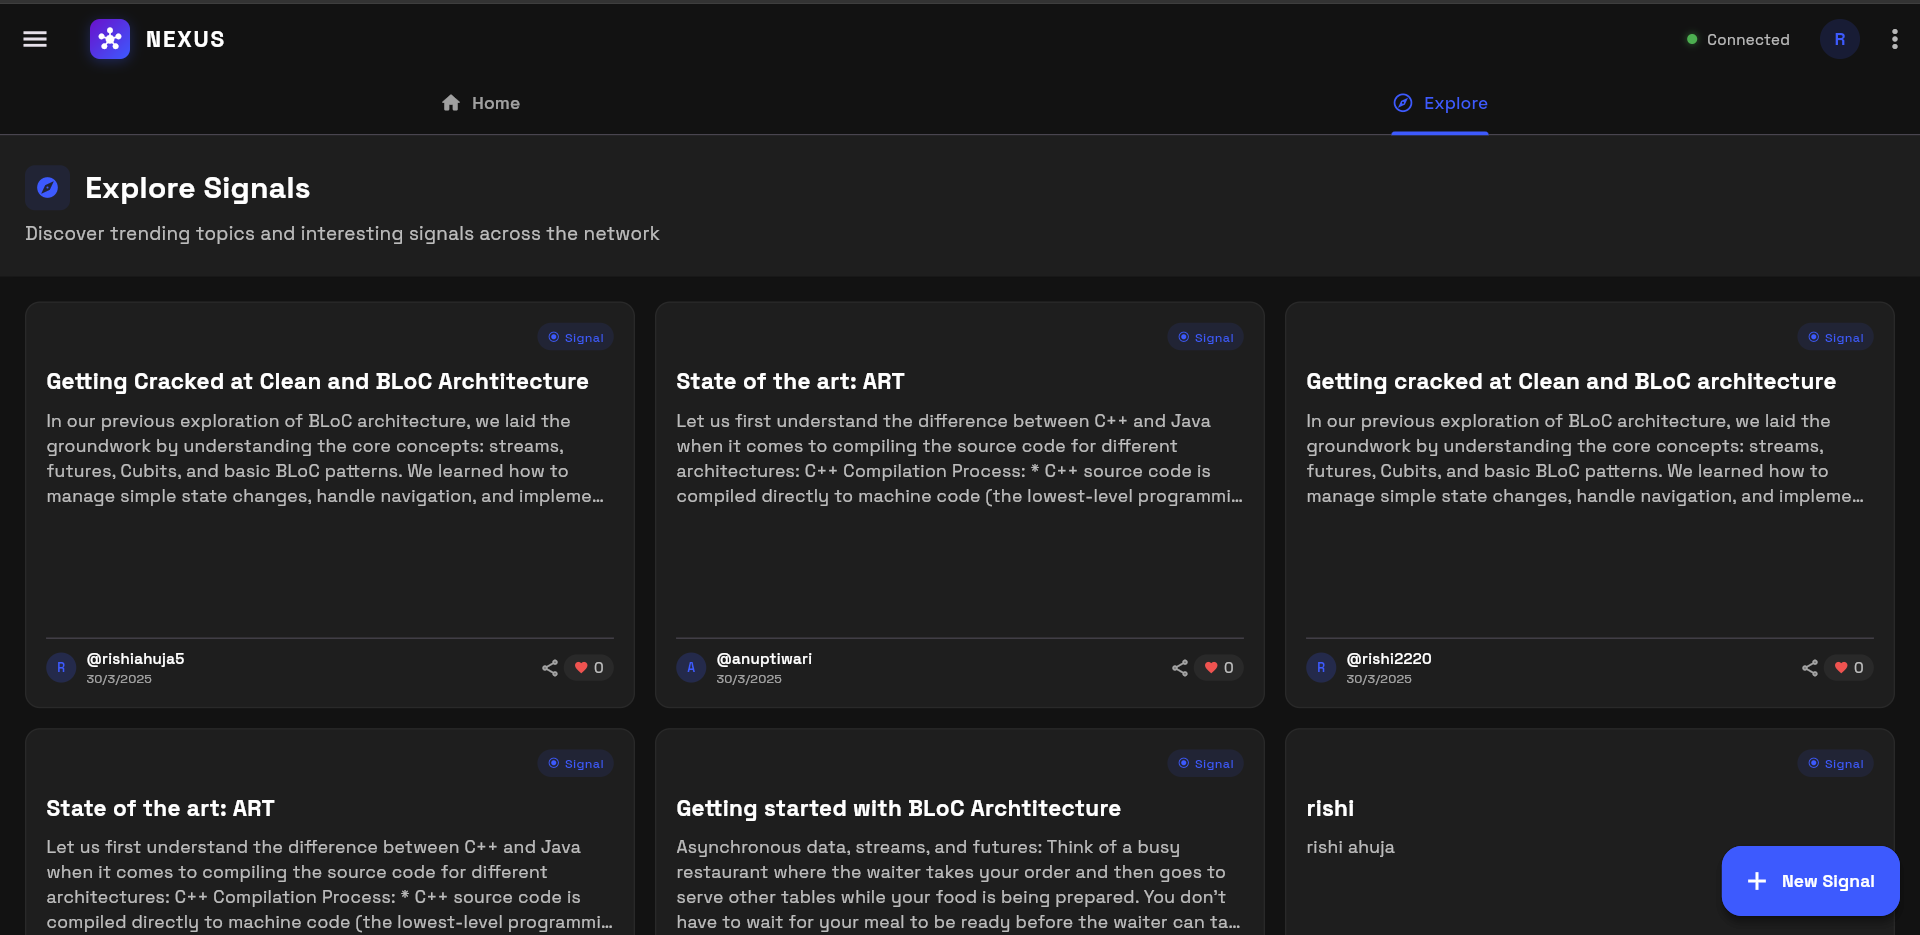 NEXUS
Connected
R
Home
Explore
Explore Signals
Discover trending topics and interesting signals across the network
Signal
Getting Cracked at Clean and BLoC Archtitecture
In our previous exploration of BLoC architecture, we laid the
groundwork by understanding the core concepts: streams,
futures, Cubits, and basic BLoC patterns. We learned how to
manage simple state changes, handle navigation, and impleme...
R
@rishiahuja5
30/3/2025
0
Signal
State of the art: ART
Let us first understand the difference between C++ and Java
when it comes to compiling the source code for different
architectures: C++ Compilation Process: * C++ source code is
compiled directly to machine code (the lowest-level programmi...
A
@anuptiwari
30/3/2025
0
Signal
Getting cracked at Clean and BLoC architecture
In our previous exploration of BLoC architecture, we laid the
groundwork by understanding the core concepts: streams,
futures, Cubits, and basic BLoC patterns. We learned how to
manage simple state changes, handle navigation, and impleme...
R
@rishi2220
30/3/2025
0
Signal
State of the art: ART
Let us first understand the difference between C++ and Java
when it comes to compiling the source code for different
architectures: C++ Compilation Process: * C++ source code is
compiled directly to machine code (the lowest-level programmi...
Signal
Getting started with BLoC Archtitecture
Asynchronous data, streams, and futures: Think of a busy
restaurant where the waiter takes your order and then goes to
serve other tables while your food is being prepared. You don't
have to wait for your meal to be ready before the waiter can ta...
Signal
rishi
rishi ahuja
New Signal